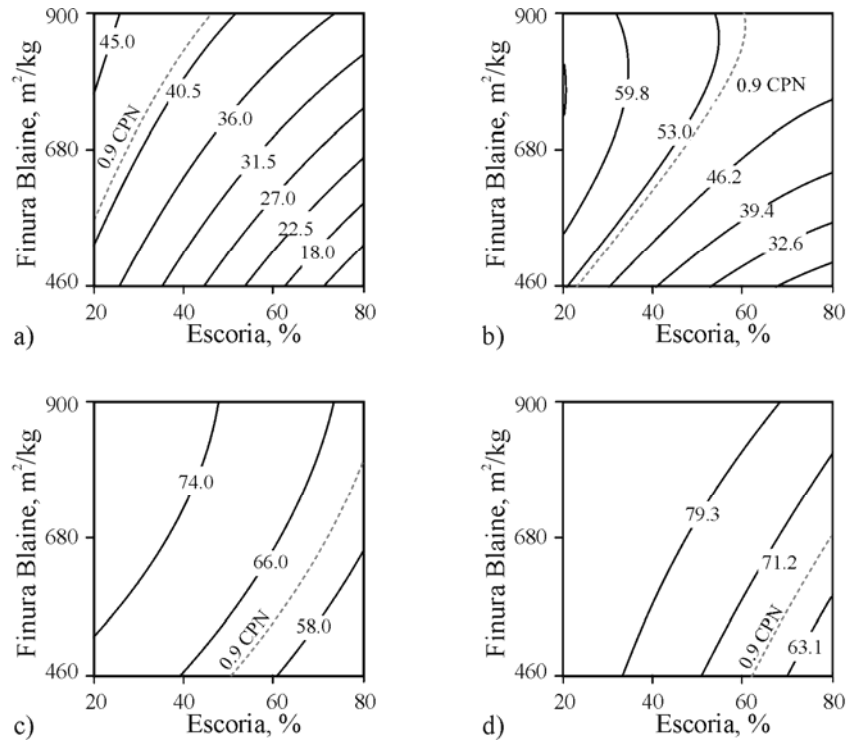 900
680
460
Finura Blaine, m²/kg
45.0
0.9 CPN
40.5
36.0
31.5
27.0
22.5
18.0
20 40 60 80
Escoria, %
a)
900
680
460
Finura Blaine, m²/kg
59.8
53.0
0.9 CPN
46.2
39.4
32.6
20 40 60 80
Escoria, %
b)
900
680
460
Finura Blaine, m²/kg
74.0
66.0
0.9 CPN
58.0
20 40 60 80
Escoria, %
c)
900
680
460
Finura Blaine, m²/kg
79.3
71.2
0.9 CPN
63.1
20 40 60 80
Escoria, %
d)